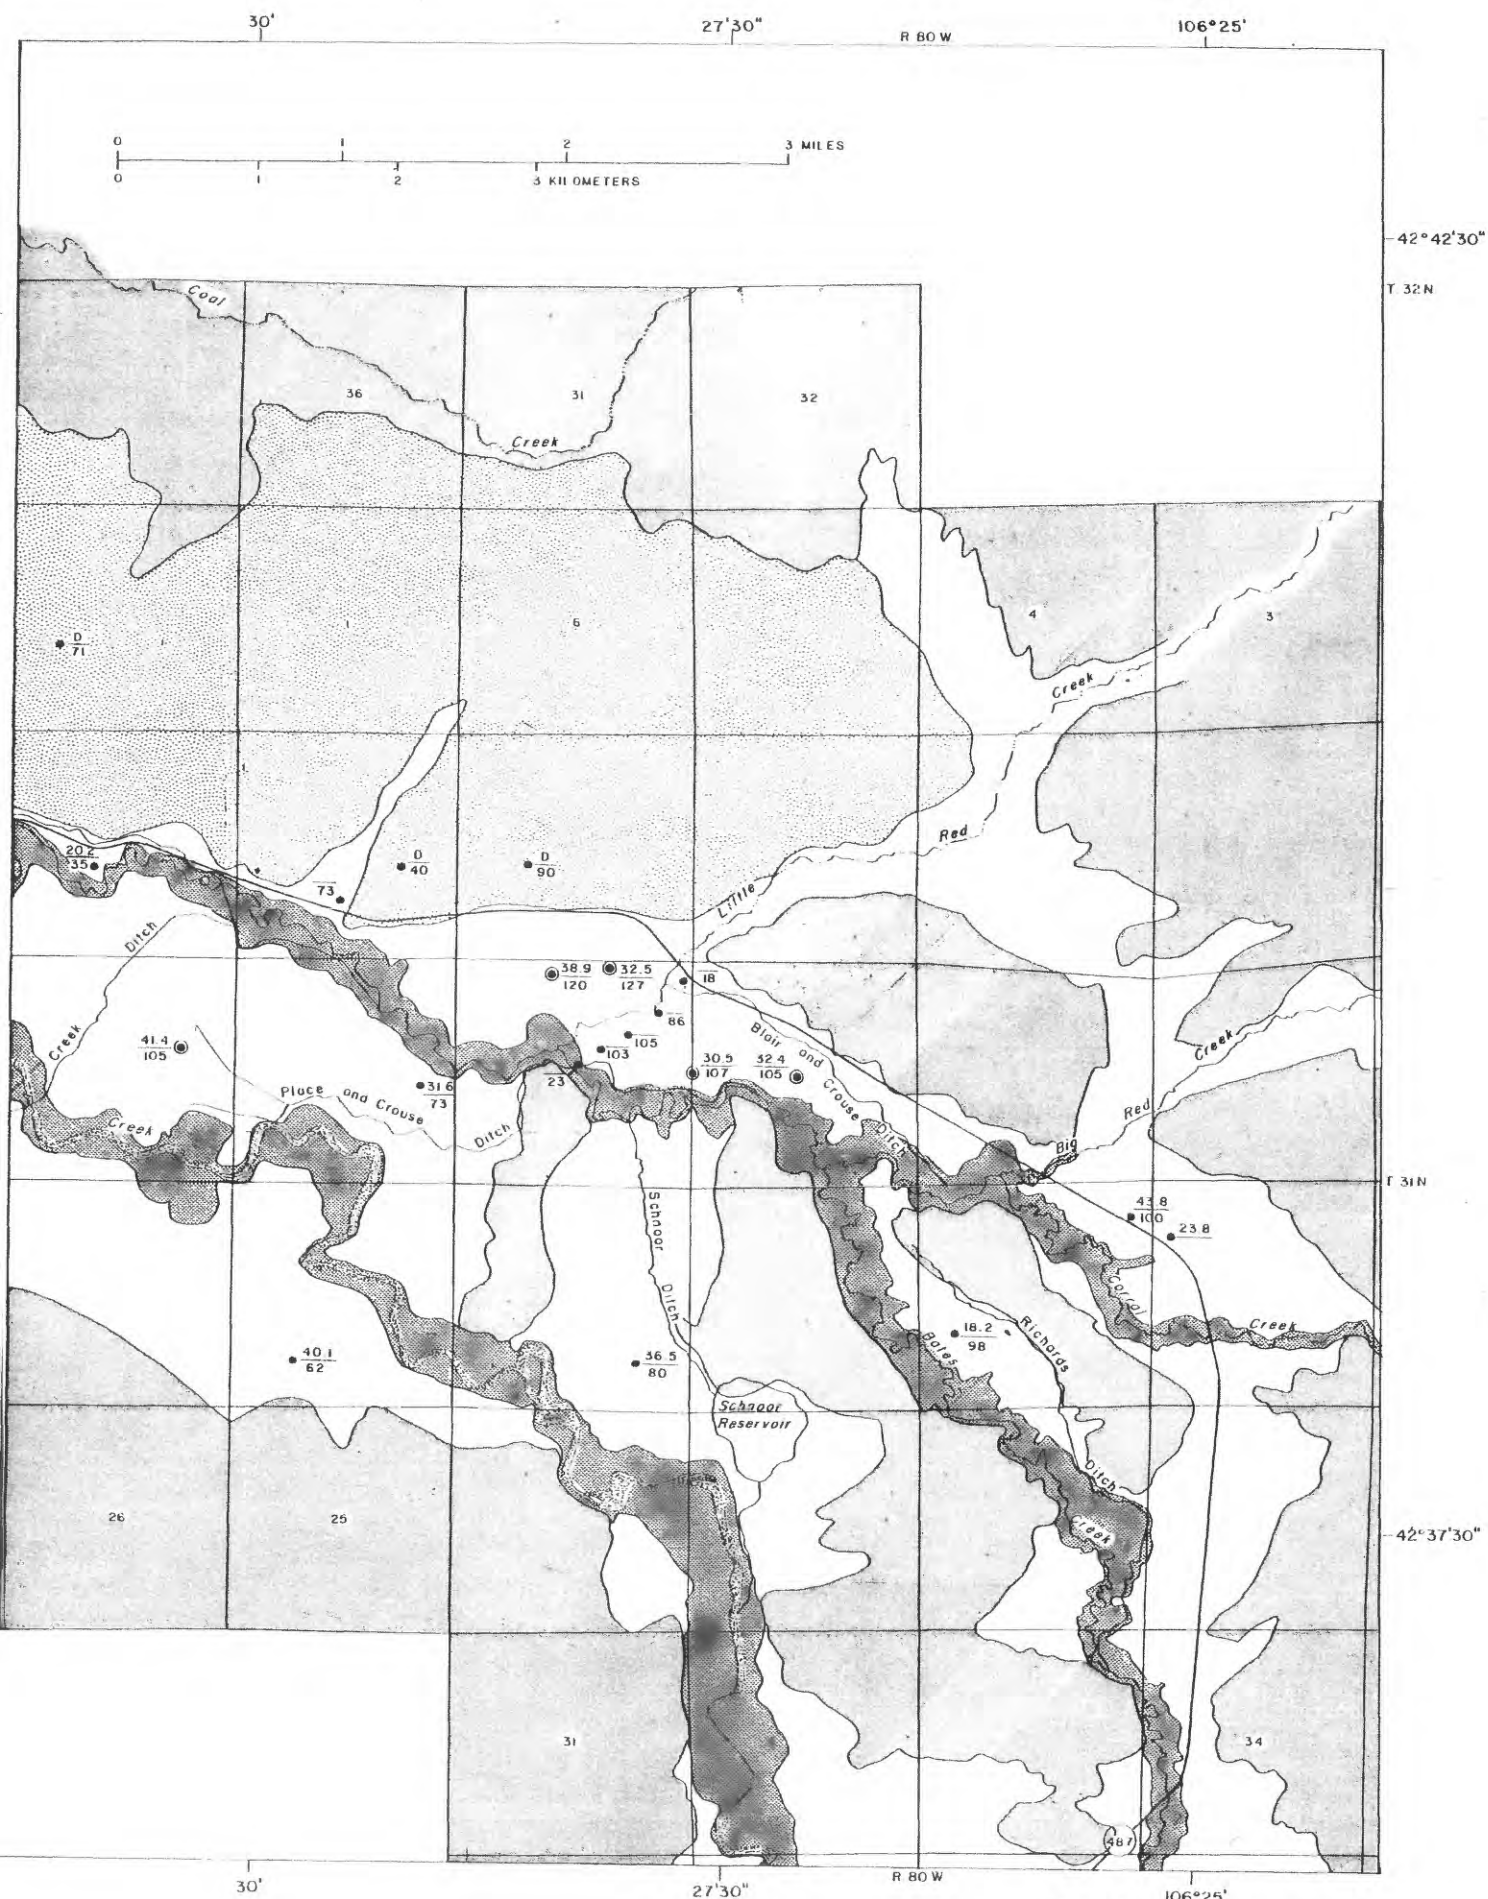 30'
27'30"
106°25'
R 80 W
0 1 2 3 MILES
0 1 2 3 KILOMETERS
42°42'30"
T. 32 N
Coal
Creek
36
31
32
4
3
1
6
D
71
Creek
Red
Little
20.2
35
73
D
40
D
90
Ditch
Creek
38.9
120
32.5
127
18
86
105
103
23
41.4
105
31.6
73
30.5
107
32.4
105
Blair and Crouse Ditch
Place and Crouse
Ditch
Creek
Creek
Red
Big
T 31 N
Schnoor
Ditch
43.8
100
23.8
Corral
Creek
Richards
Ditch
18.2
98
Bates
Creek
40.1
62
36.5
80
Schnoor
Reservoir
26
25
42°37'30"
31
34
487
30'
27'30"
R 80 W
106°25'